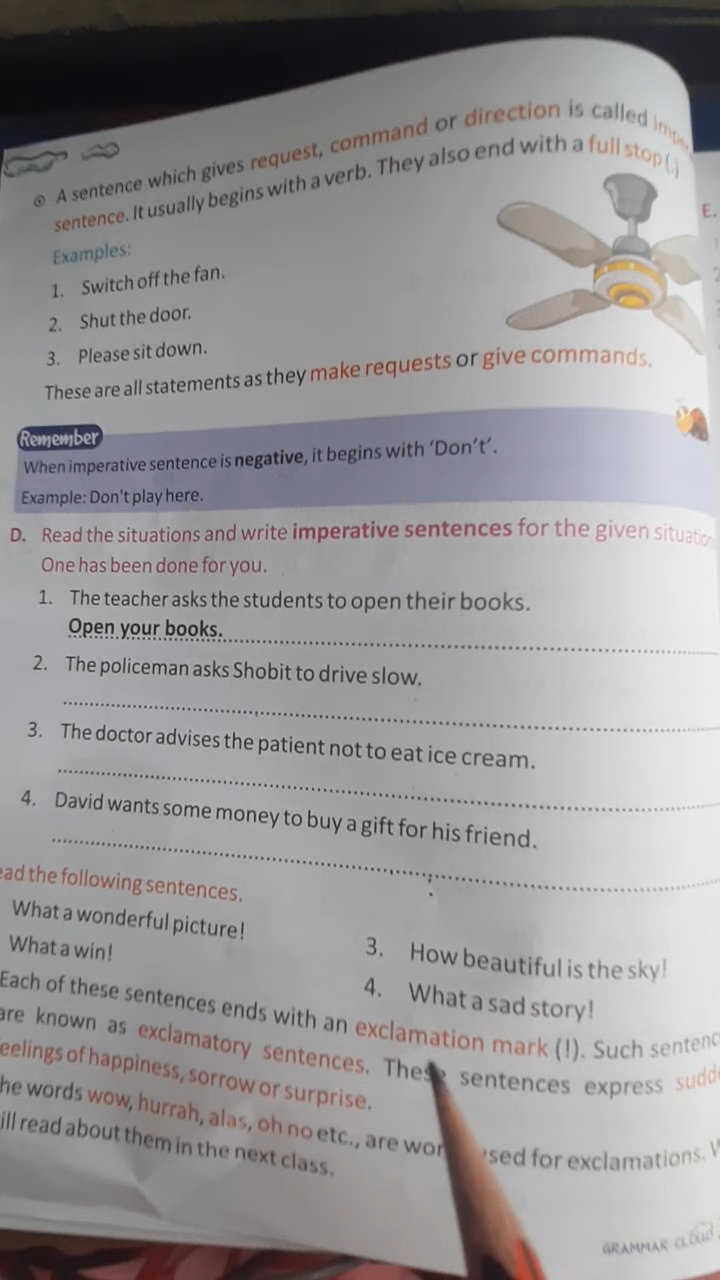 A sentence which gives request, command or direction is called
sentence. It usually begins with a verb. They also end with a full stop(.)
Examples:
1. Switch off the fan.
2. Shut the door.
3. Please sit down.
These are all statements as they make requests or give commands.
Remember
When imperative sentence is negative, it begins with 'Don't'.
Example: Don't play here.
D. Read the situations and write imperative sentences for the given
One has been done for you.
1. The teacher asks the students to open their books.
Open your books.
2. The policeman asks Shobit to drive slow.
3. The doctor advises the patient not to eat ice cream.
4. David wants some money to buy a gift for his friend.
the following sentences.
What a wonderful picture!
What a win!
3. How beautiful is the sky!
4. What a sad story!
Each of these sentences ends with an exclamation mark (!). Such
are known as exclamatory sentences. These sentences express
of happiness, sorrow or surprise.
words wow, hurrah, alas, oh no etc., are for exclamations.
read about them in the next class.
GRAMMAR CLOUD
E.